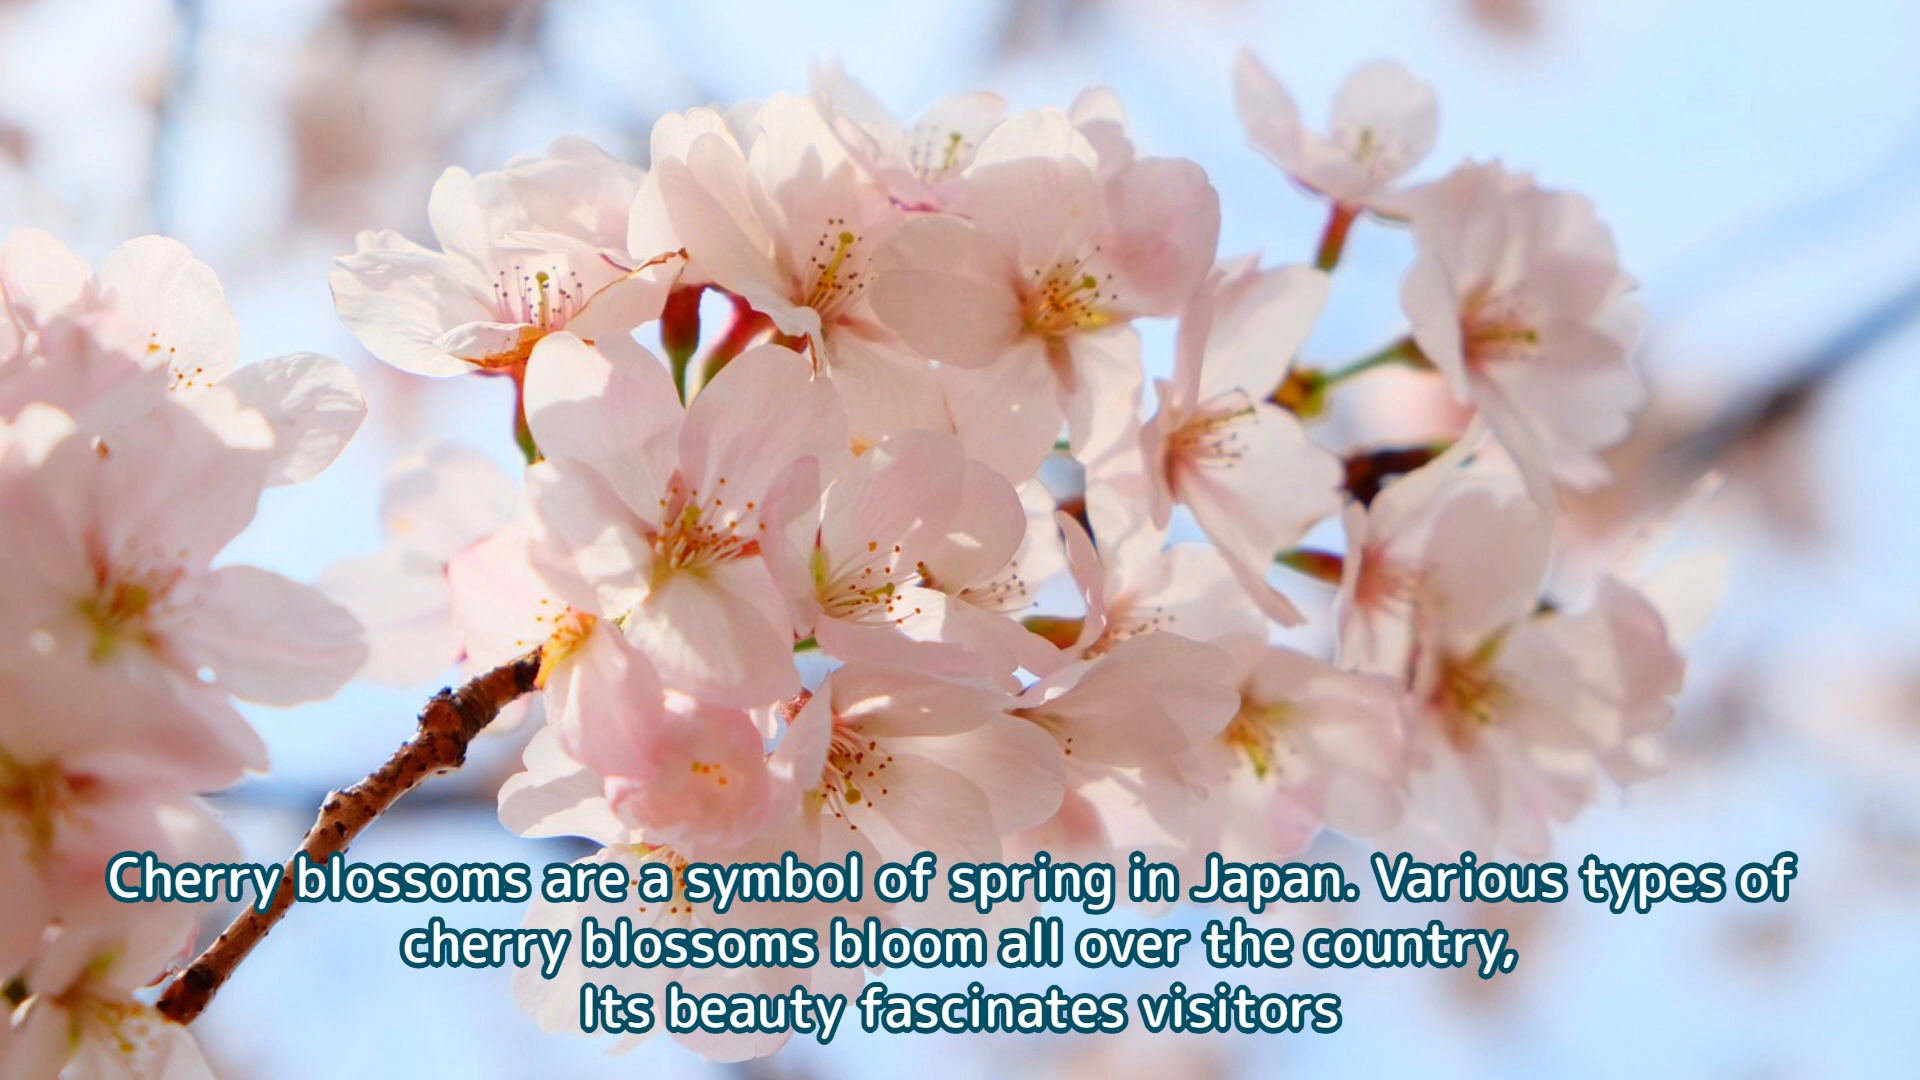 Cherry blossoms are a symbol of spring in Japan. Various types of
cherry blossoms bloom all over the country,
Its beauty fascinates visitors